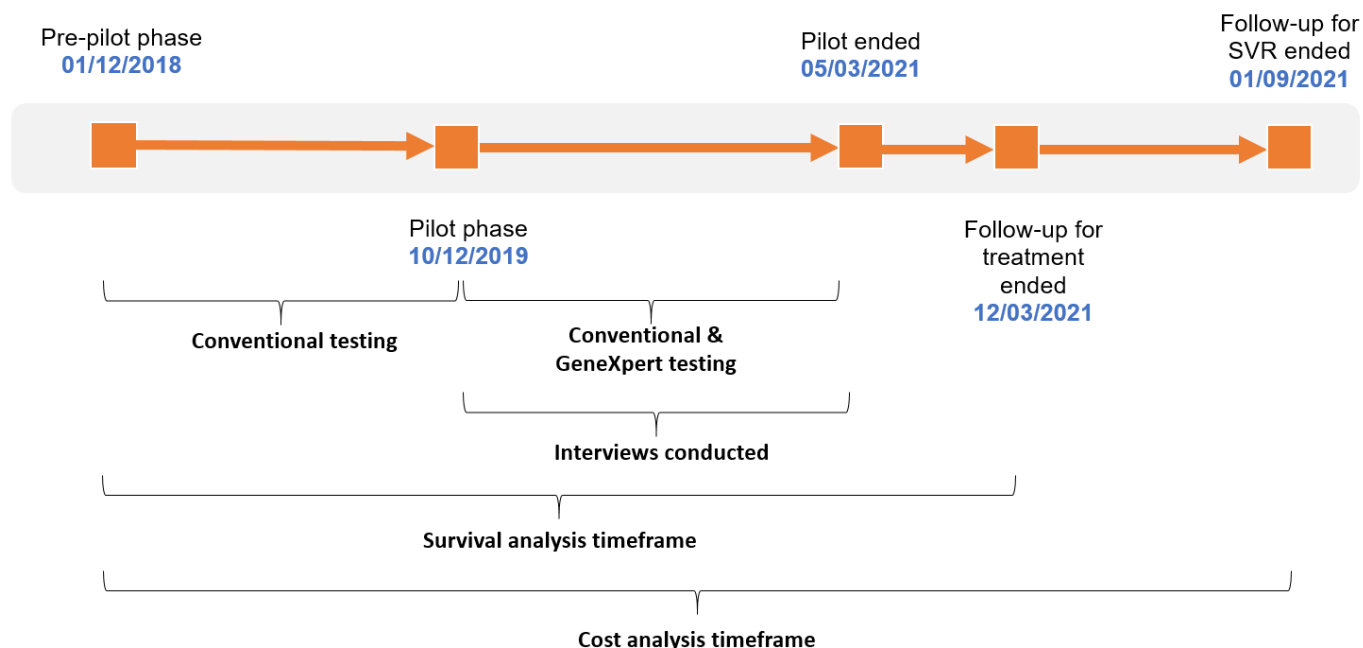 Pre-pilot phase
01/12/2018
Pilot ended
05/03/2021
Follow-up for
SVR ended
01/09/2021
Pilot phase
10/12/2019
Follow-up for
treatment
ended
12/03/2021
Conventional testing
Conventional &
GeneXpert testing
Interviews conducted
Survival analysis timeframe
Cost analysis timeframe